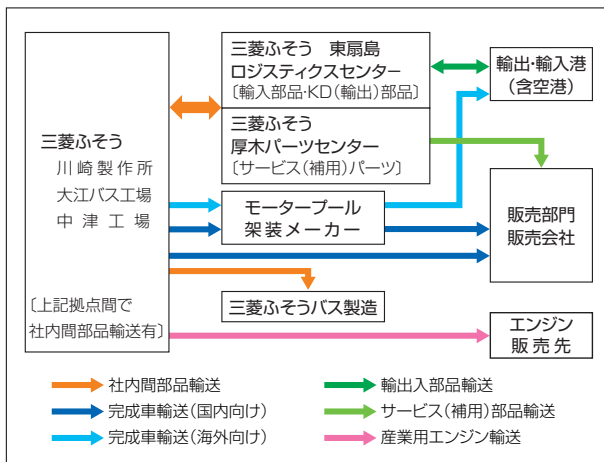 三菱ふそう
川崎製作所
大江バス工場
中津工場
〔上記拠点間で
社内間部品輸送有〕
三菱ふそう 東扇島
ロジスティクスセンター
〔輸入部品・KD(輸出)部品〕
三菱ふそう
厚木パーツセンター
〔サービス(補用)パーツ〕
モータープール
架装メーカー
三菱ふそうバス製造
輸出・輸入港
(含空港)
販売部門
販売会社
エンジン
販売先
社内間部品輸送
完成車輸送(国内向け)
完成車輸送(海外向け)
輸出入部品輸送
サービス(補用)部品輸送
産業用エンジン輸送